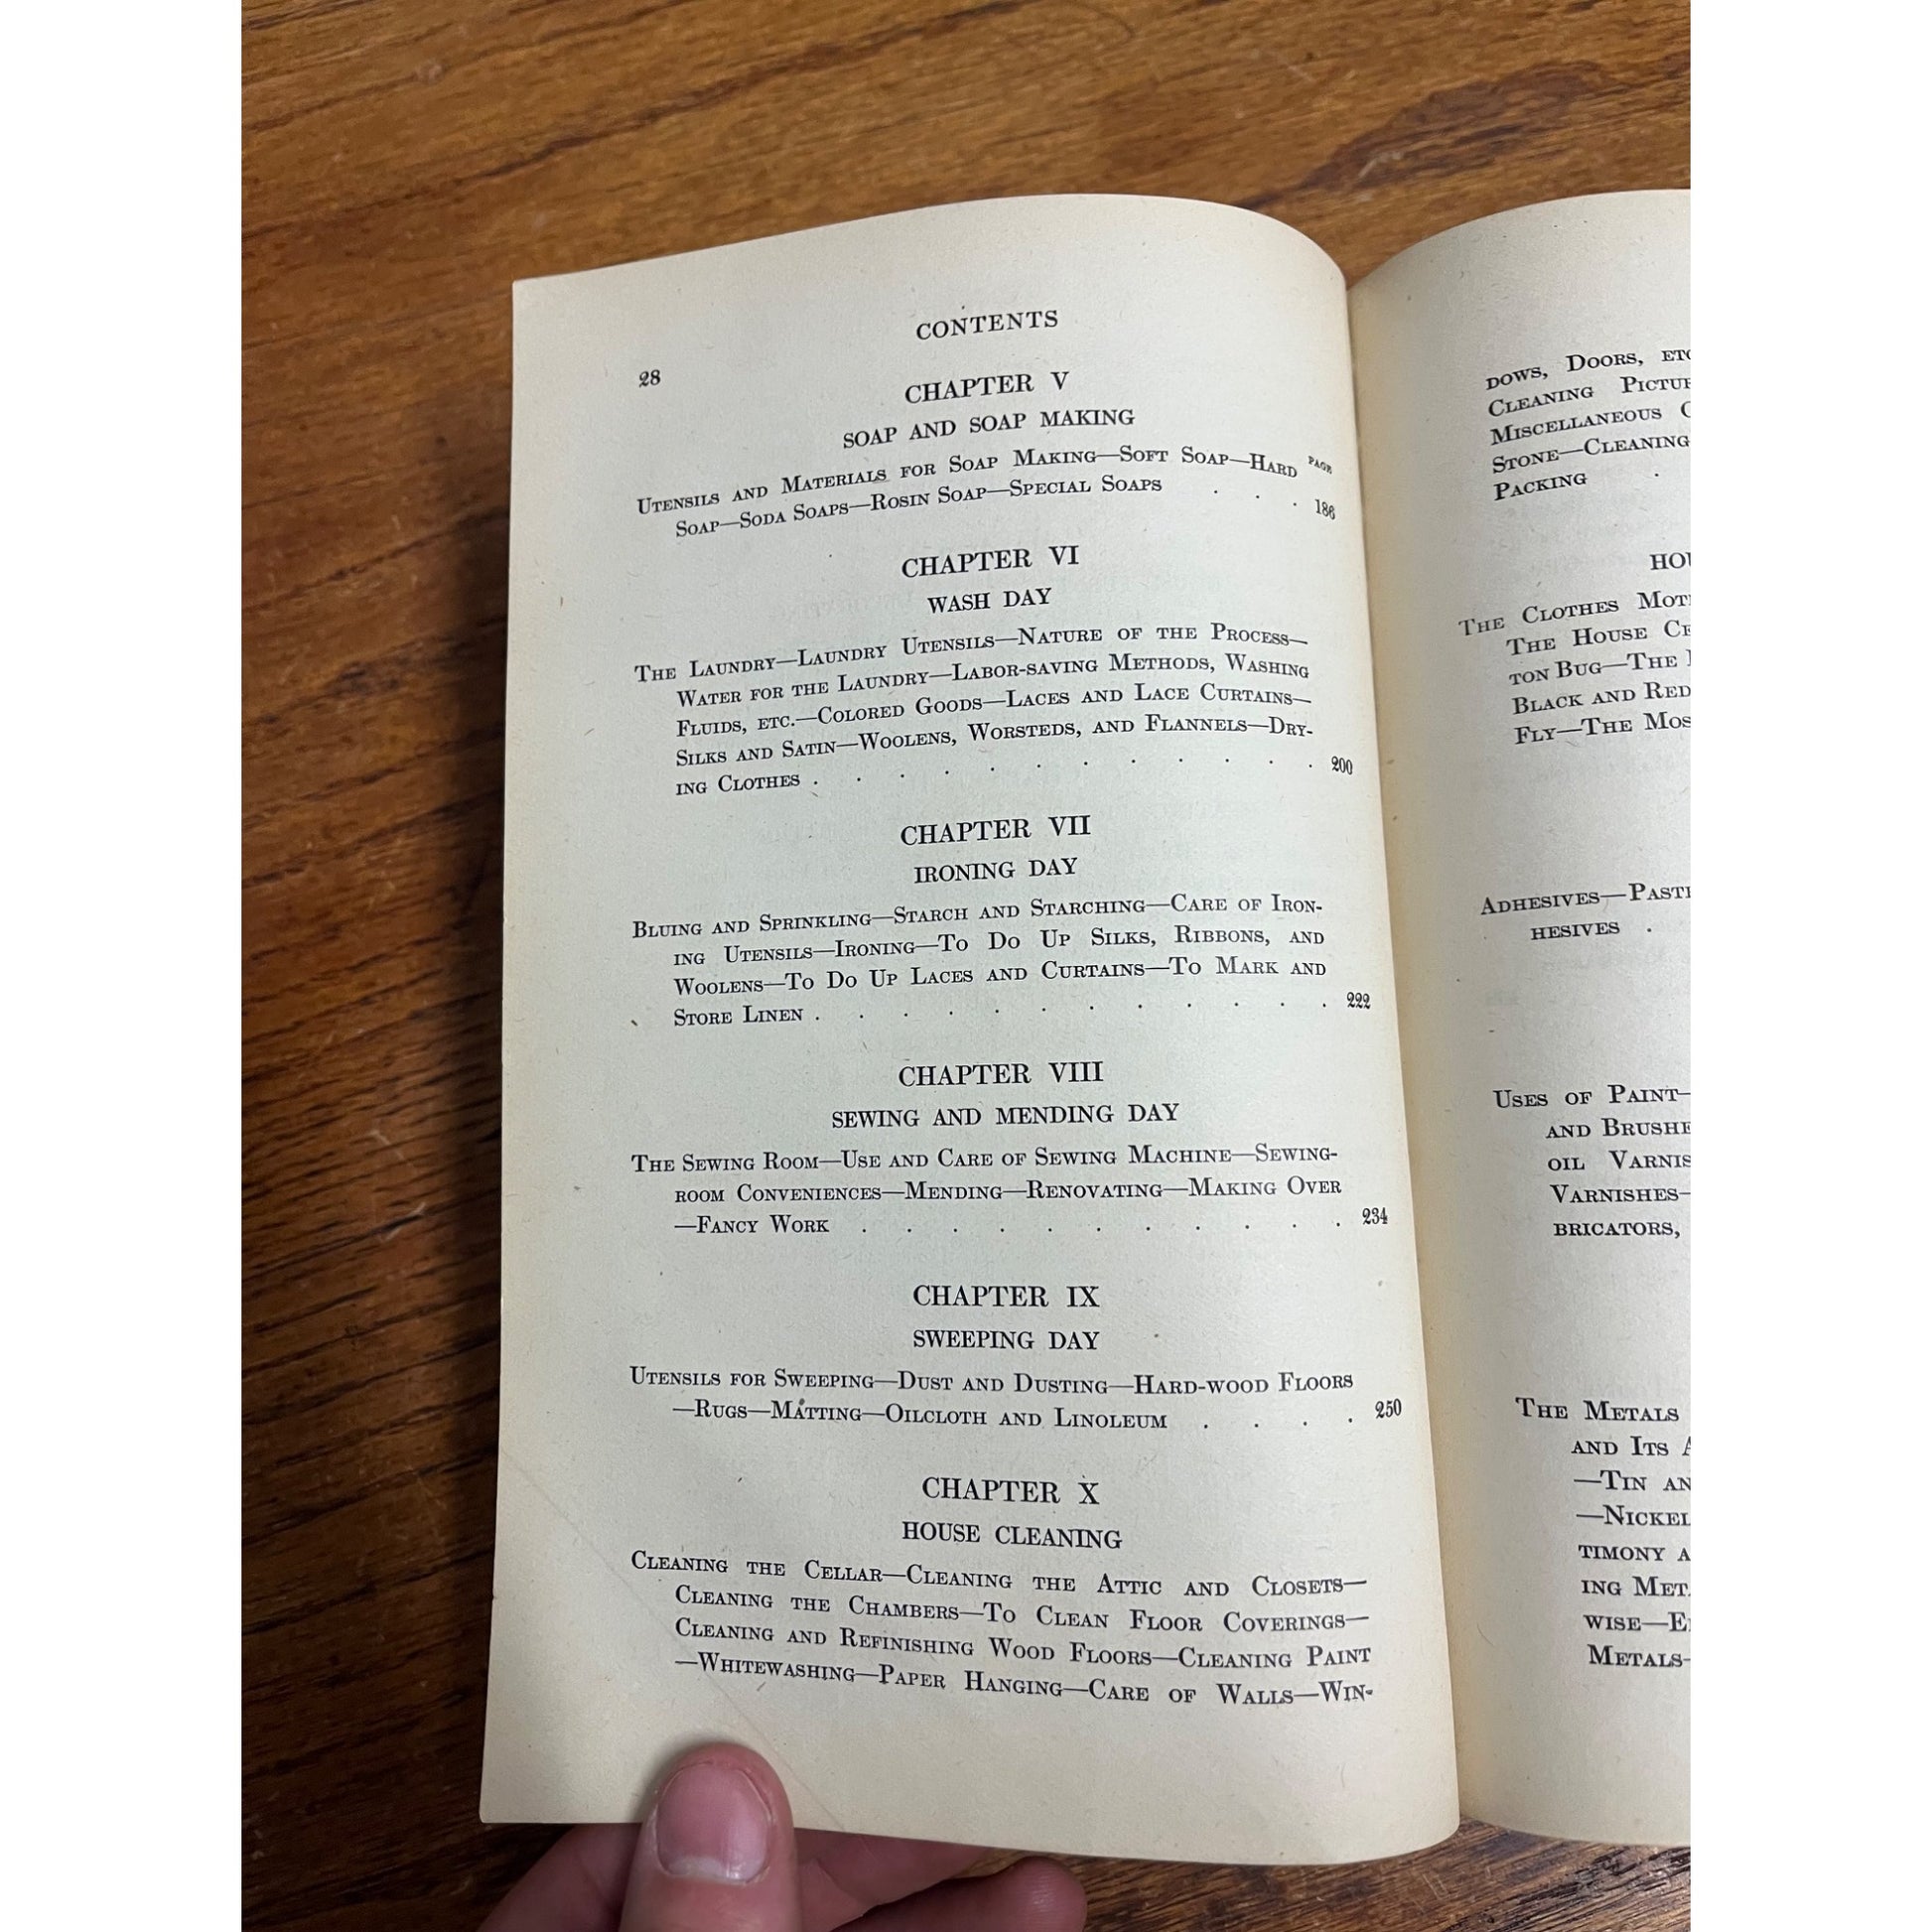 CONTENTS
28
CHAPTER V
SOAP AND SOAP MAKING
PAGE
UTENSILS AND MATERIALS FOR SOAP MAKING—SOFT SOAP—HARD
SOAP—SODA SOAPS—ROSIN SOAP—SPECIAL SOAPS . . . 186
CHAPTER VI
WASH DAY
THE LAUNDRY—LAUNDRY UTENSILS—NATURE OF THE PROCESS—
WATER FOR THE LAUNDRY—LABOR-SAVING METHODS, WASHING
FLUIDS, ETC.—COLORED GOODS—LACES AND LACE CURTAINS—
SILKS AND SATIN—WOOLENS, WORSTEDS, AND FLANNELS—DRY-
ING CLOTHES . . . . . . . . . . . . 200
CHAPTER VII
IRONING DAY
BLUING AND SPRINKLING—STARCH AND STARCHING—CARE OF IRON-
ING UTENSILS—IRONING—TO DO UP SILKS, RIBBONS, AND
WOOLENS—TO DO UP LACES AND CURTAINS—TO MARK AND
STORE LINEN . . . . . . . . . . . . 222
CHAPTER VIII
SEWING AND MENDING DAY
THE SEWING ROOM—USE AND CARE OF SEWING MACHINE—SEWING-
ROOM CONVENIENCES—MENDING—RENOVATING—MAKING OVER
—FANCY WORK . . . . . . . . . . . 234
CHAPTER IX
SWEEPING DAY
UTENSILS FOR SWEEPING—DUST AND DUSTING—HARD-WOOD FLOORS
—RUGS—MATTING—OILCLOTH AND LINOLEUM . . . . 250
CHAPTER X
HOUSE CLEANING
CLEANING THE CELLAR—CLEANING THE ATTIC AND CLOSETS—
CLEANING THE CHAMBERS—TO CLEAN FLOOR COVERINGS—
CLEANING AND REFINISHING WOOD FLOORS—CLEANING PAINT
—WHITEWASHING—PAPER HANGING—CARE OF WALLS—WIN-
DOWS, DOORS,
CLEANING
MISCELLANEOUS
STONE—CLEANING
PACKING .
THE CLOTHES
THE HOUSE
TON BUG—THE
BLACK AND RED
FLY—THE
ADHESIVES—
HESIVES .
USES OF PAINT—
AND
OIL
VARNISHES—
BRICATORS,
THE METALS
AND ITS
—TIN
TIMONY
ING
WISE—
METALS—